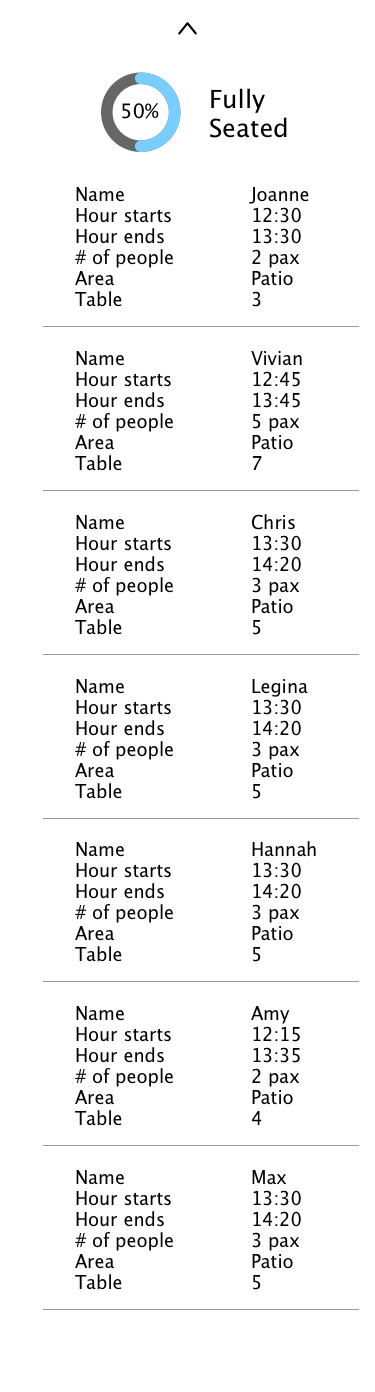 50%
Fully
Seated
Name Joanne
Hour starts 12:30
Hour ends 13:30
# of people 2 pax
Area Patio
Table 3
Name Vivian
Hour starts 12:45
Hour ends 13:45
# of people 5 pax
Area Patio
Table 7
Name Chris
Hour starts 13:30
Hour ends 14:20
# of people 3 pax
Area Patio
Table 5
Name Legina
Hour starts 13:30
Hour ends 14:20
# of people 3 pax
Area Patio
Table 5
Name Hannah
Hour starts 13:30
Hour ends 14:20
# of people 3 pax
Area Patio
Table 5
Name Amy
Hour starts 12:15
Hour ends 13:35
# of people 2 pax
Area Patio
Table 4
Name Max
Hour starts 13:30
Hour ends 14:20
# of people 3 pax
Area Patio
Table 5